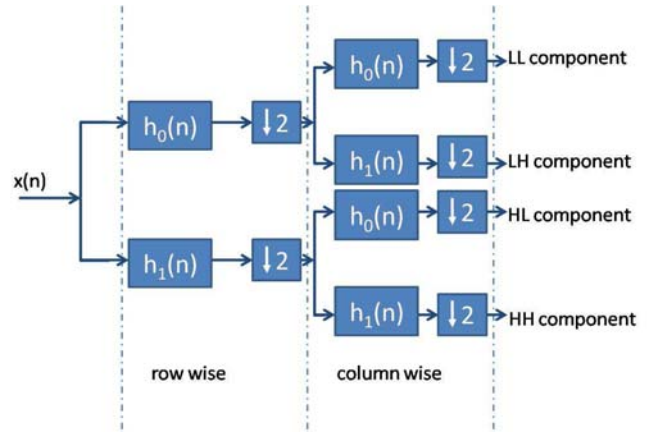 h₀(n)
↓2
LL component
h₀(n)
↓2
h₁(n)
↓2
LH component
x(n)
h₀(n)
↓2
HL component
h₁(n)
↓2
h₁(n)
↓2
HH component
row wise
column wise